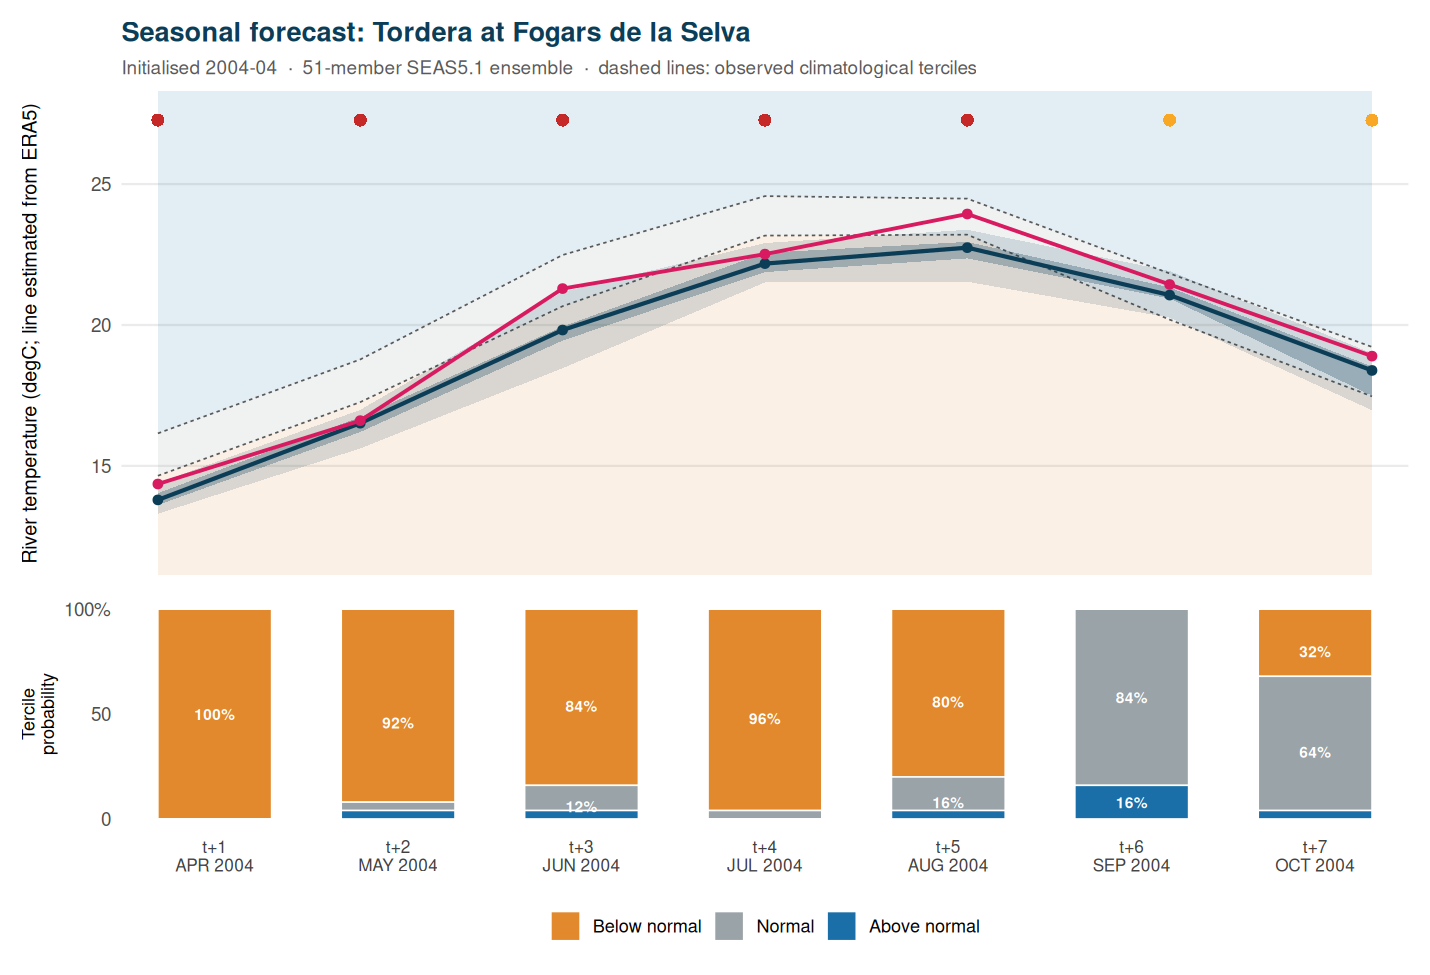 Seasonal forecast: Tordera at Fogars de la Selva
Initialised 2004-04 · 51-member SEAS5.1 ensemble · dashed lines: observed climatological terciles
River temperature (degC; line estimated from ERA5)
25
20
15
Tercile
probability
100%
50
0
100%
92%
84%
12%
96%
80%
16%
84%
16%
32%
64%
t+1
APR 2004
t+2
MAY 2004
t+3
JUN 2004
t+4
JUL 2004
t+5
AUG 2004
t+6
SEP 2004
t+7
OCT 2004
Below normal
Normal
Above normal